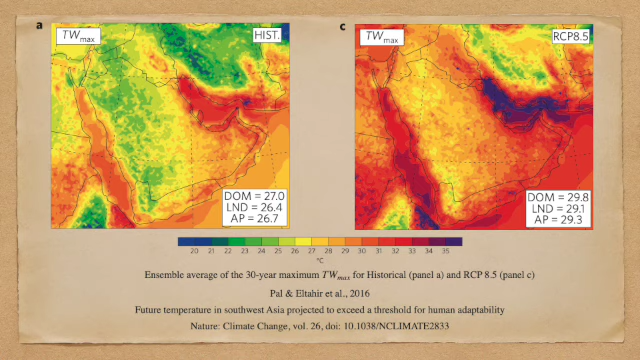 a
TW max
HIST.
DOM = 27.0
LND = 26.4
AP = 26.7
c
TW max
RCP8.5
DOM = 29.8
LND = 29.1
AP = 29.3
20 21 22 23 24 25 26 27 28 29 30 31 32 33 34 35
°C
Ensemble average of the 30-year maximum TWmax for Historical (panel a) and RCP 8.5 (panel c)
Pal & Eltahir et al., 2016
Future temperature in southwest Asia projected to exceed a threshold for human adaptability
Nature: Climate Change, vol. 26, doi: 10.1038/NCLIMATE2833